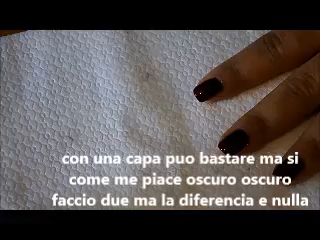 con una capa puo bastare ma si
come me piace oscuro oscuro
faccio due ma la diferencia e nulla